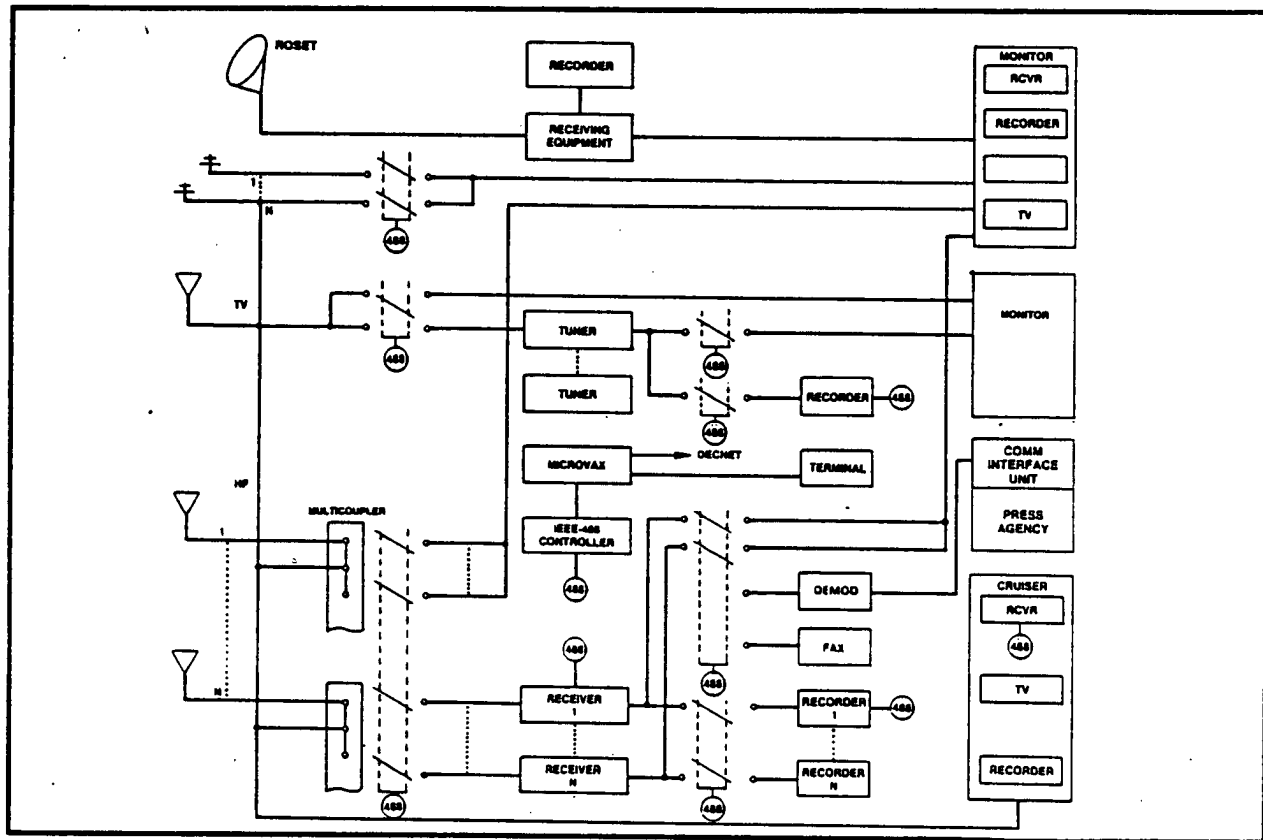 ROSET
RECORDER
RECEIVING
EQUIPMENT
MONITOR
RCVR
RECORDER
TV
1
N
488
TV
488
TUNER
TUNER
488
488
RECORDER
488
MONITOR
MICROVAX
DECNET
TERMINAL
IEEE-488
CONTROLLER
488
COMM
INTERFACE
UNIT
PRESS
AGENCY
HF
MULTICOUPLER
1
N
488
488
RECEIVER
1
RECEIVER
N
DEMOD
FAX
488
RECORDER
1
488
RECORDER
N
488
CRUISER
RCVR
488
TV
RECORDER